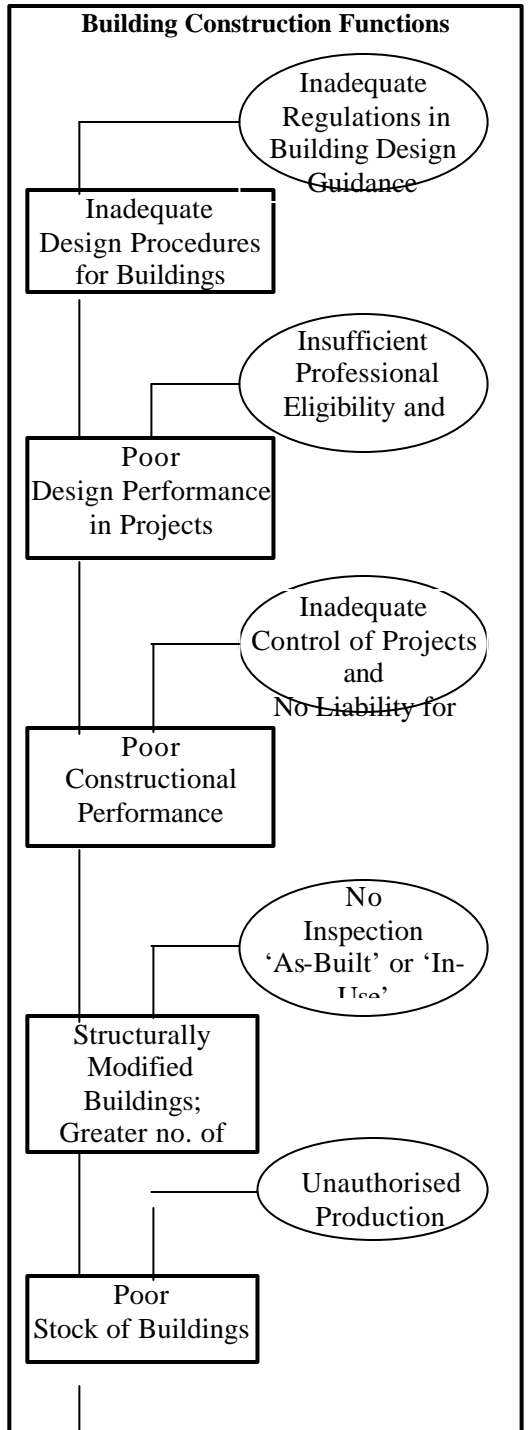 Building Construction Functions
Inadequate
Regulations in
Building Design
Guidance
Inadequate
Design Procedures
for Buildings
Insufficient
Professional
Eligibility and
Poor
Design Performance
in Projects
Inadequate
Control of Projects
and
No Liability for
Poor
Constructional
Performance
No
Inspection
‘As-Built’ or ‘In-
Use’
Structurally
Modified
Buildings;
Greater no. of
Unauthorised
Production
Poor
Stock of Buildings